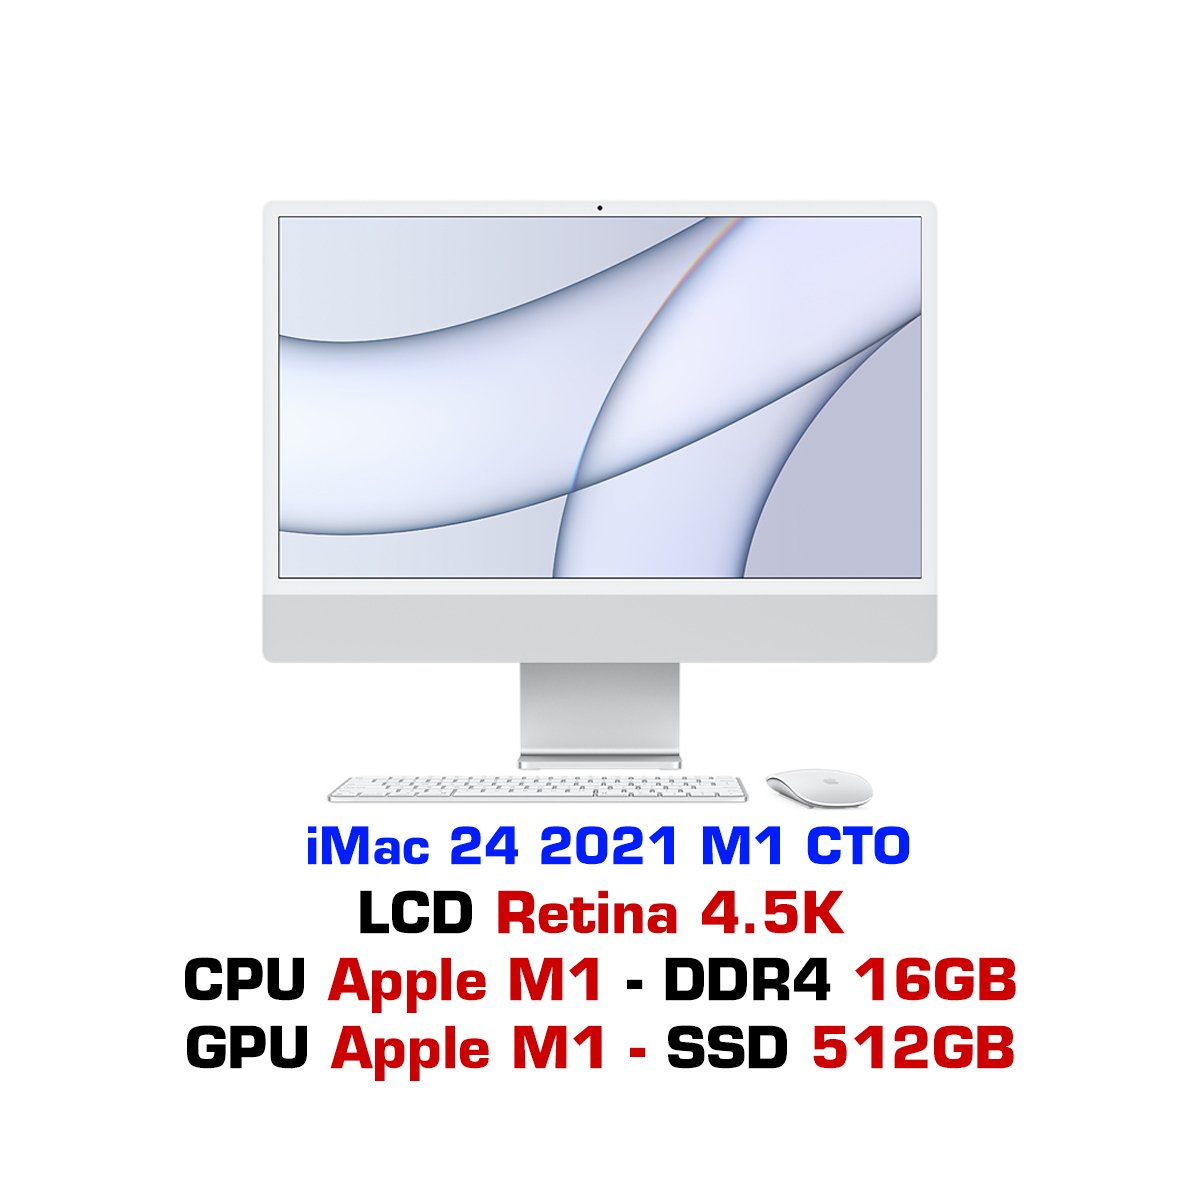 iMac 24 2021 M1 CTO
LCD Retina 4.5K
CPU Apple M1 - DDR4 16GB
GPU Apple M1 - SSD 512GB